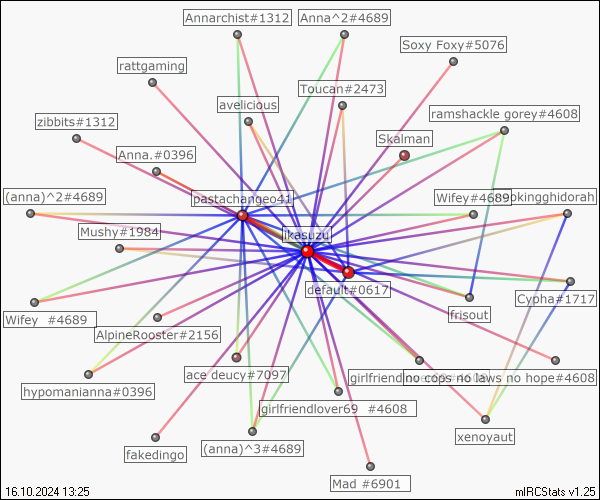 Annarchist#1312
Anna^2#4689
Soxy Foxy#5076
rattgaming
Toucan#2473
avelicious
ramshackle gorey#4608
zibbits#1312
Skalman
Anna.#0396
(anna)^2#4689
pastachangeo41
Wifey#4689
okingghidorah
Mushy#1984
ikasuzu
default#0617
Cypha#1717
frisout
Wifey #4689
AlpineRooster#2156
ace deucy#7097
girlfriend
no cops no laws no hope#4608
hypomanianna#0396
girlfriendlover69 #4608
xenoyaut
(anna)^3#4689
fakedingo
Mad #6901
16.10.2024 13:25
mIRCStats v1.25